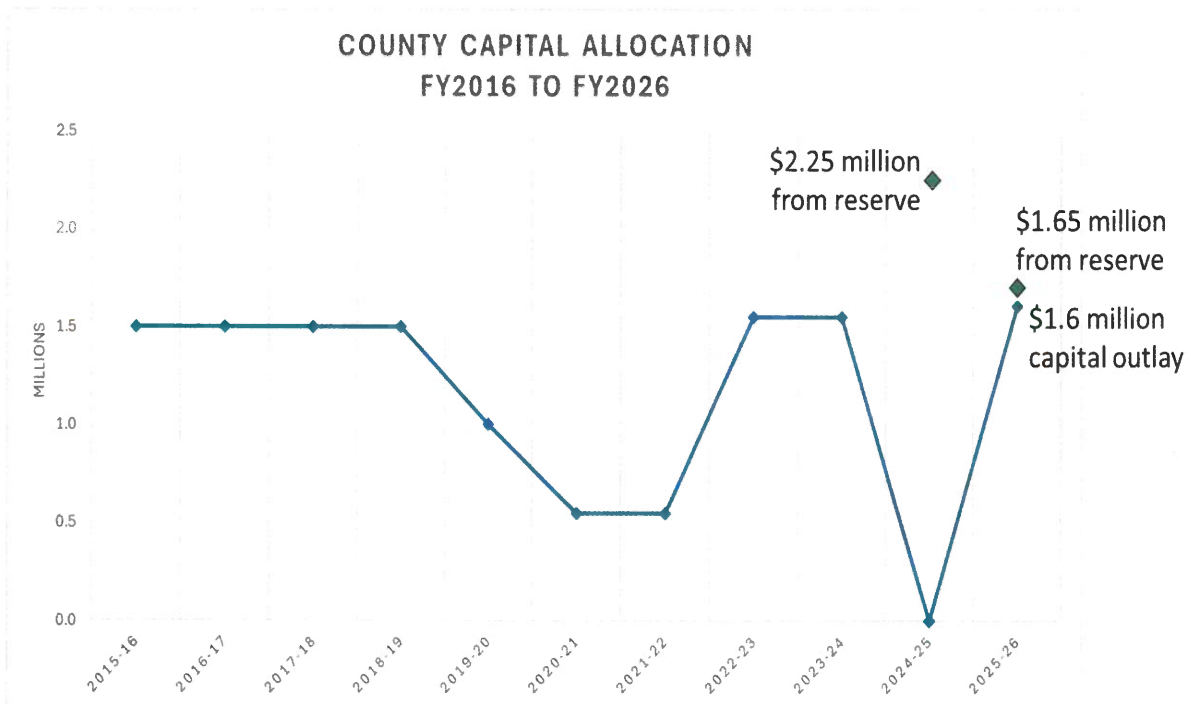 COUNTY CAPITAL ALLOCATION
FY2016 TO FY2026
2.5
2.0
1.5
1.0
0.5
0.0
MILLIONS
$2.25 million
from reserve
$1.65 million
from reserve
$1.6 million
capital outlay
2015-16
2016-17
2017-18
2018-19
2019-20
2020-21
2021-22
2022-23
2023-24
2024-25
2025-26